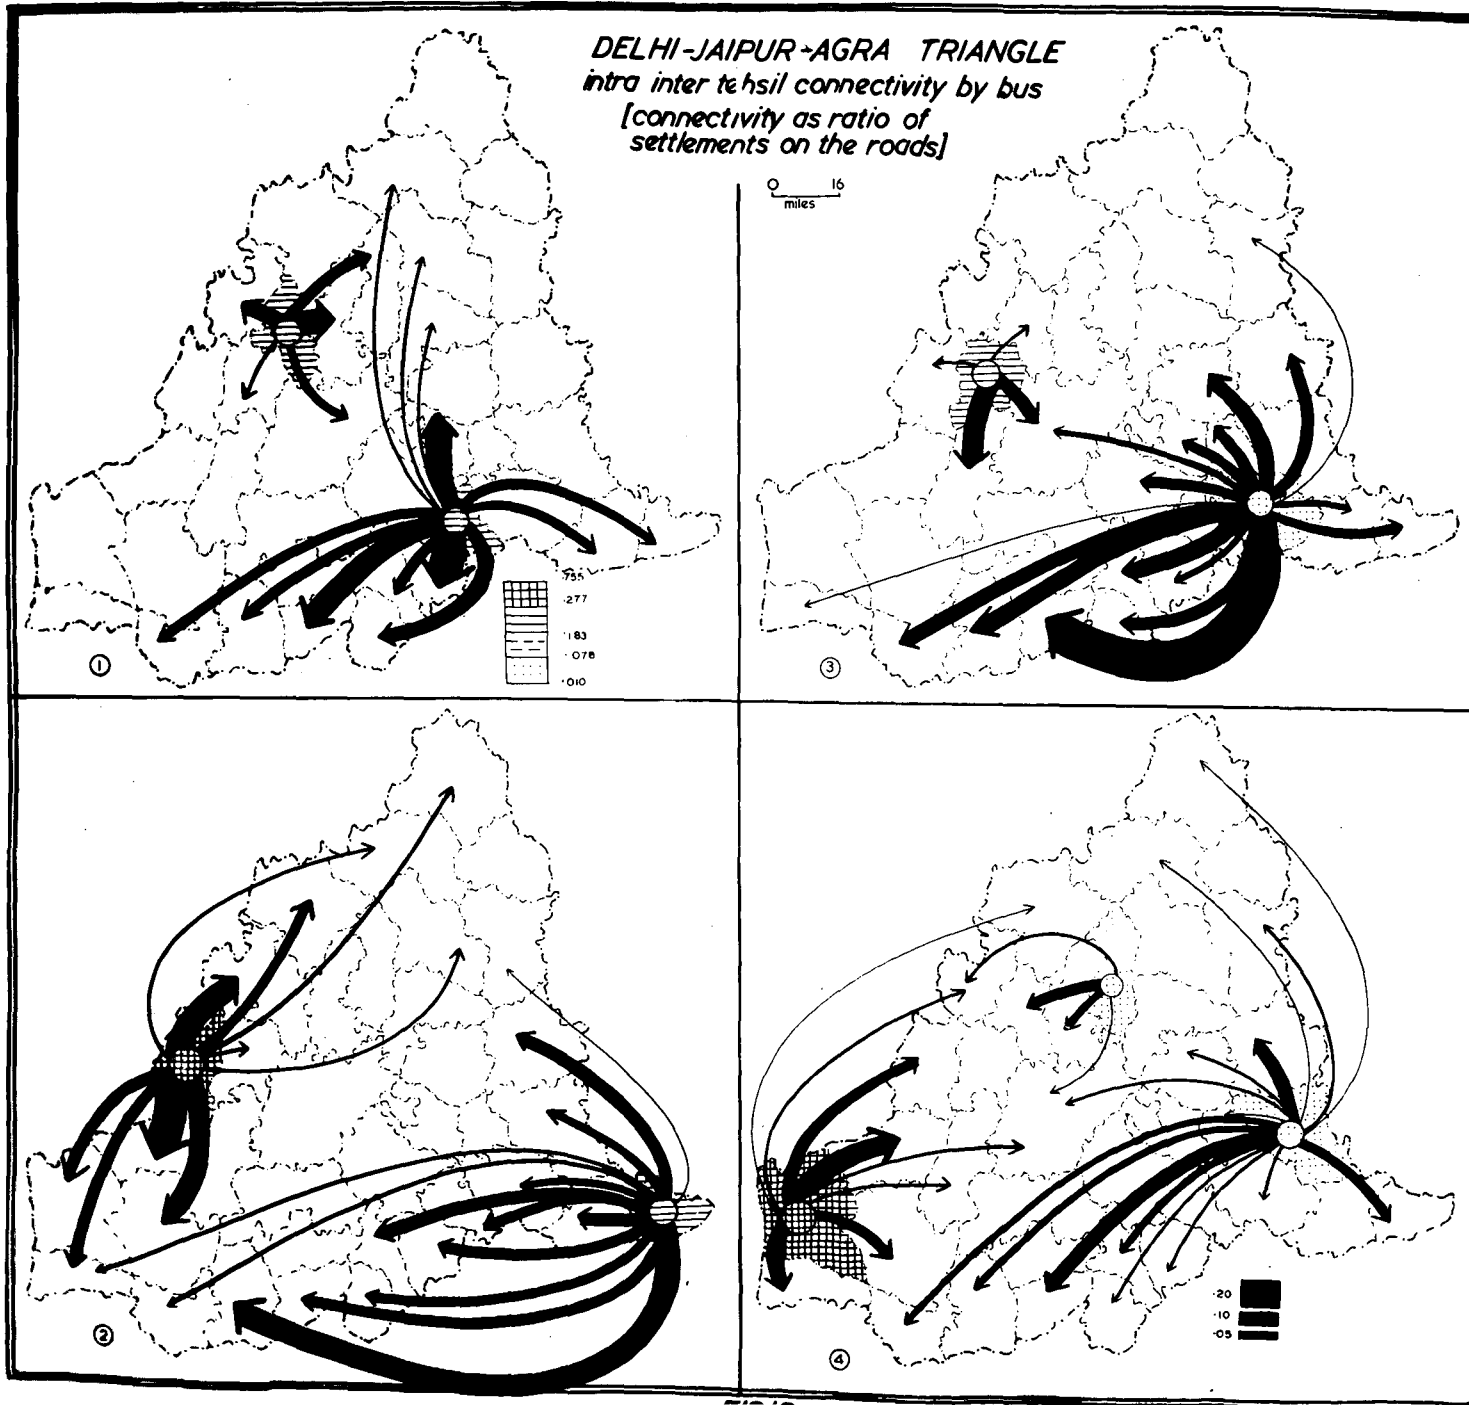 DELHI-JAIPUR-AGRA TRIANGLE
intra inter tehsil connectivity by bus
[connectivity as ratio of
settlements on the roads]
0 16
miles
·755
·277
·183
·078
·010
1
3
2
4
·20
·10
·05